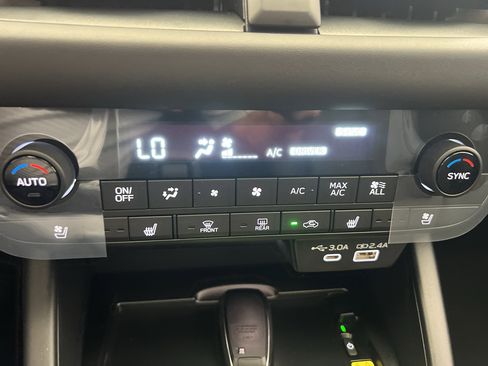 LO A/C
AUTO
SYNC
ON/
OFF
A/C
MAX
A/C
ALL
FRONT
REAR
3.0A
2.4A